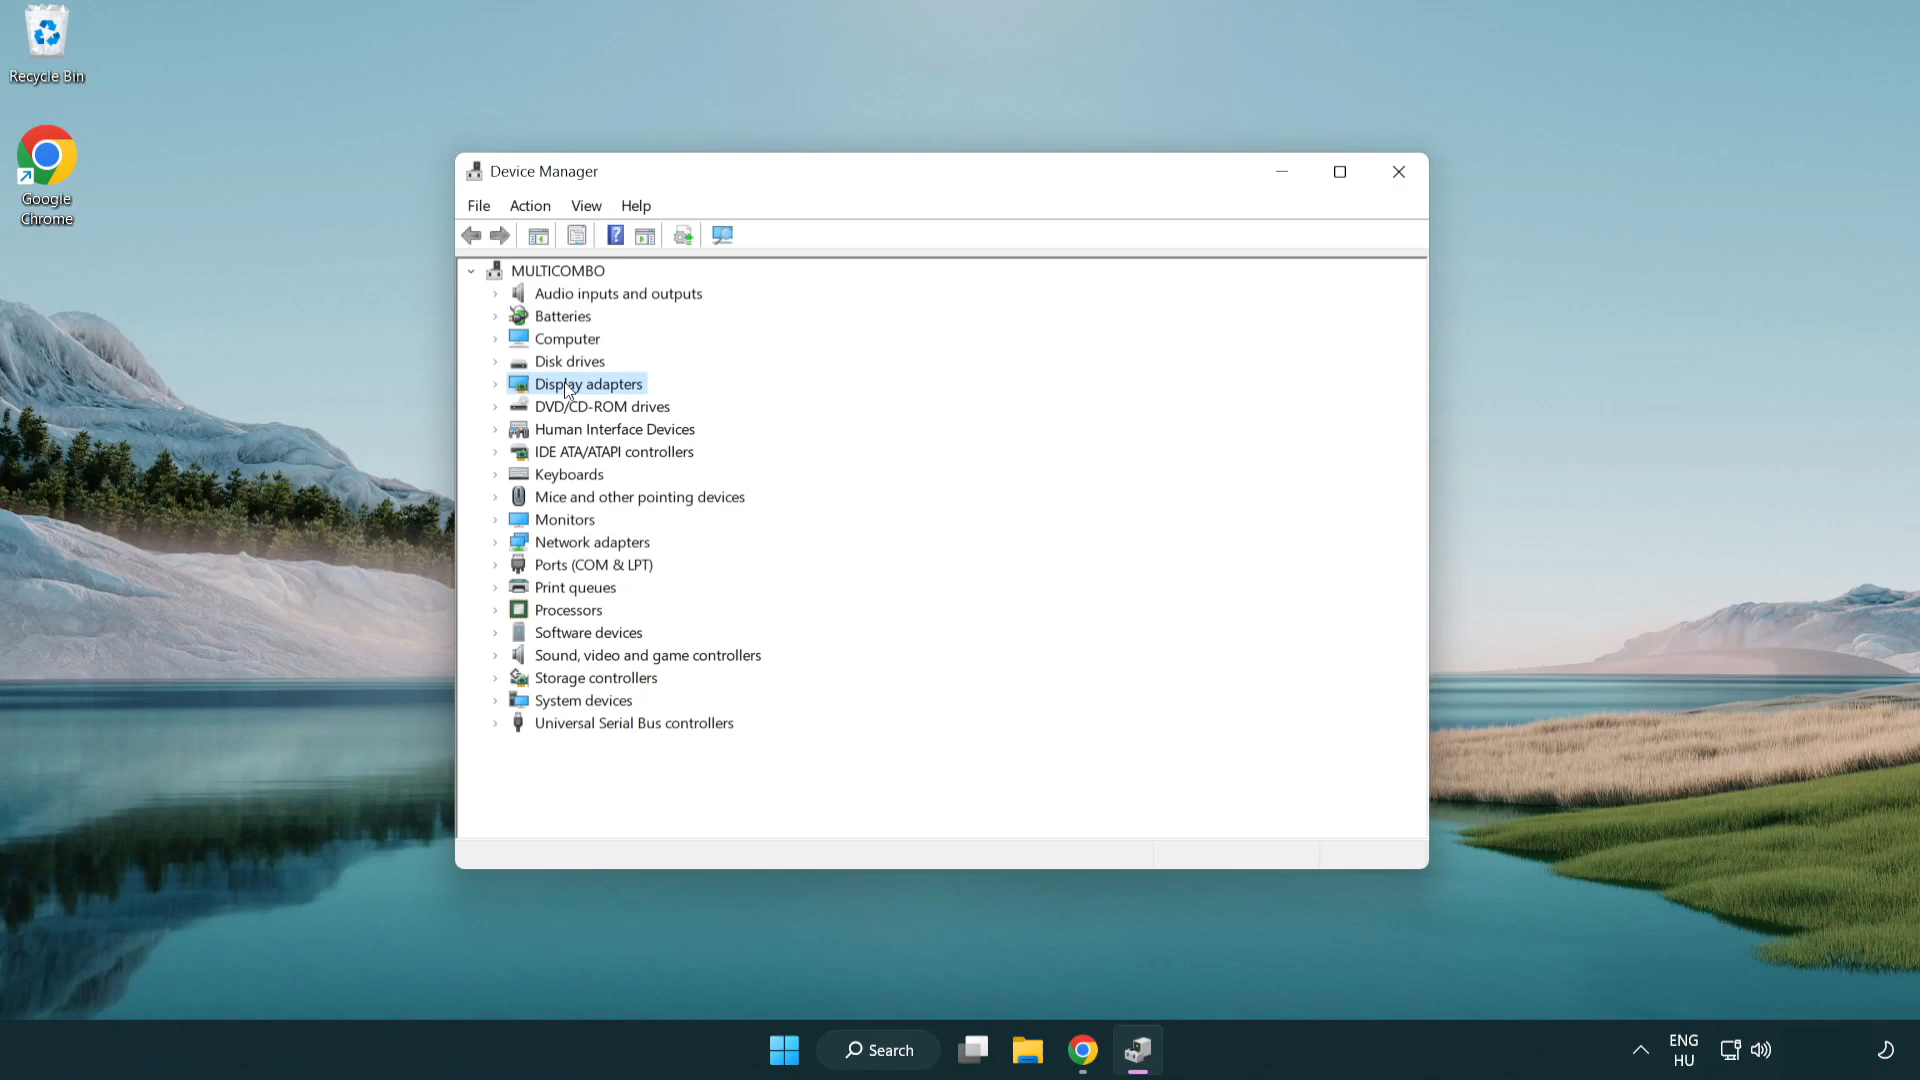 Recycle Bin
Google
Chrome
Device Manager
File Action View Help
MULTICOMBO
Audio inputs and outputs
Batteries
Computer
Disk drives
Display adapters
DVD/CD-ROM drives
Human Interface Devices
IDE ATA/ATAPI controllers
Keyboards
Mice and other pointing devices
Monitors
Network adapters
Ports (COM & LPT)
Print queues
Processors
Software devices
Sound, video and game controllers
Storage controllers
System devices
Universal Serial Bus controllers
Search
ENG
HU